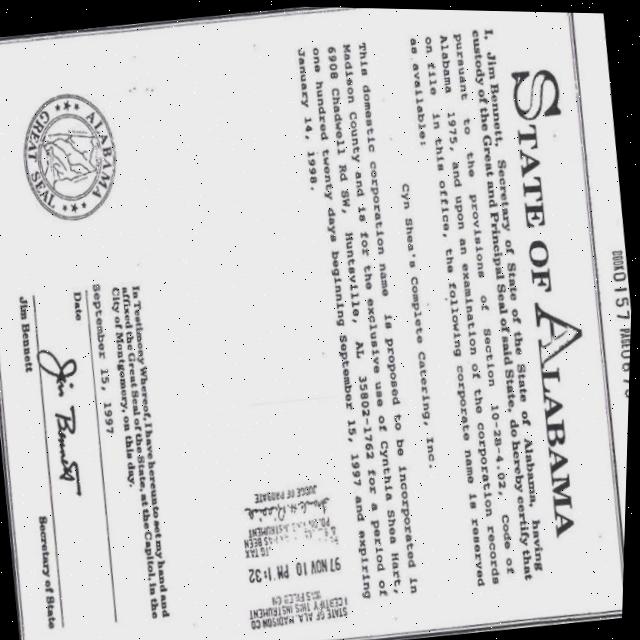 BOOK 0157 PAGE
STATE OF ALABAMA
I, Jim Bennett, Secretary of State of the State of Alabama, having
custody of the Great and Principal Seal of said State, do hereby certify that
pursuant to the provisions of Section 10-2B-4.02, Code of
Alabama 1975, and upon an examination of the corporation records
on file in this office, the following corporate name is reserved
as available:
Cyn Shea's Complete Catering, Inc.
This domestic corporation name is proposed to be incorporated in
Madison County and is for the exclusive use of Cynthia Shea Hart,
6908 Chadwell Rd SW, Huntsville, AL 35802-1762 for a period of
one hundred twenty days beginning September 15, 1997 and expiring
January 14, 1998.
STATE OF ALA. MADISON CO
I CERTIFY THIS INSTRUMENT
WAS FILED ON
97 NOV 10 PM 1:32
TAX
HAS BEEN
INSTRUMENT
JUDGE OF PROBATE
ALABAMA
GREAT SEAL
In Testimony Whereof, I have hereunto set my hand and
affixed the Great Seal of the State, at the Capitol, in the
City of Montgomery, on this day.
September 15, 1997
Date
Jim Bennett
Jim Bennett Secretary of State